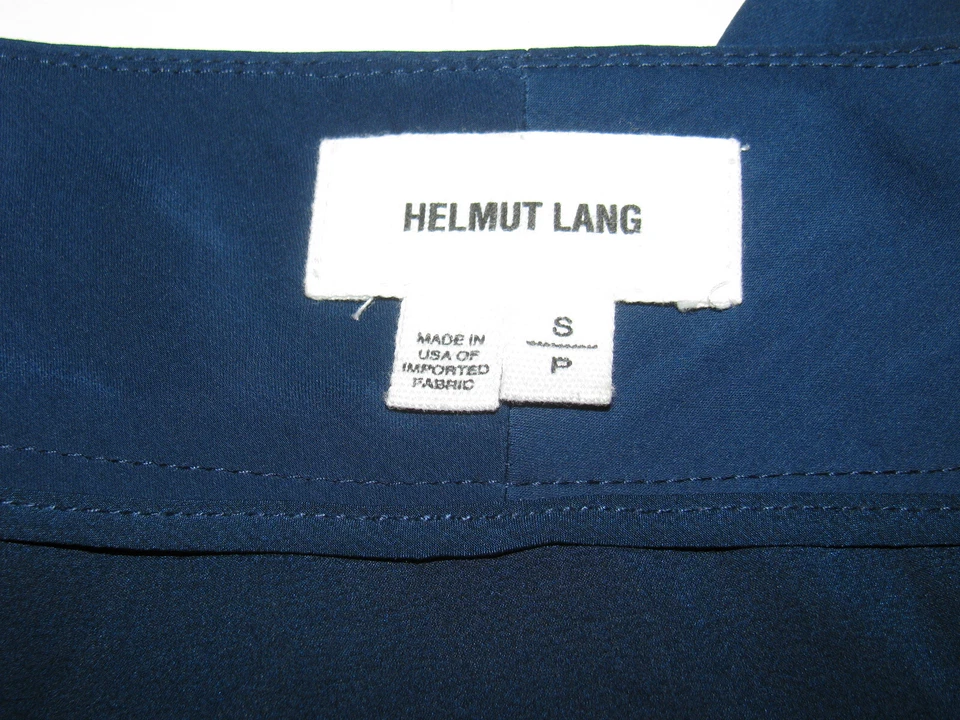 HELMUT LANG
MADE IN
USA OF
IMPORTED
FABRIC
S
P